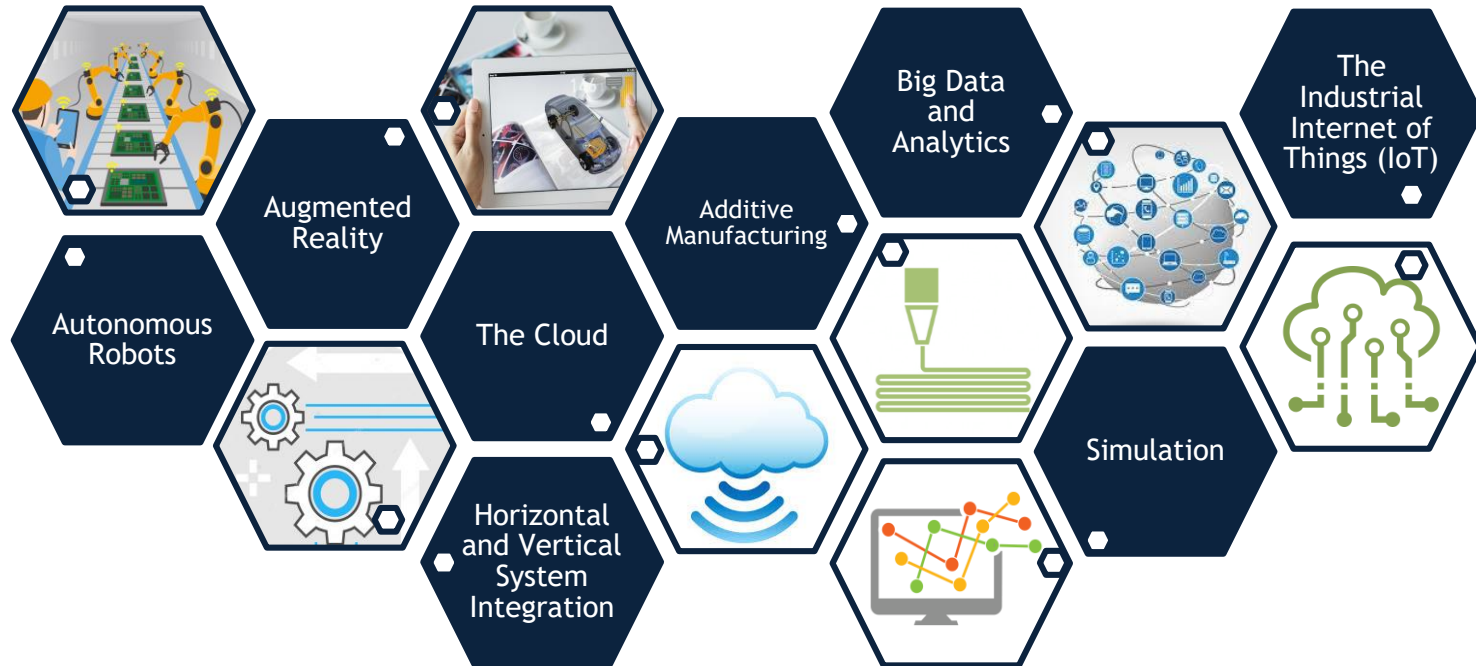 Autonomous
Robots
Augmented
Reality
The Cloud
Horizontal
and Vertical
System
Integration
Additive
Manufacturing
Big Data
and
Analytics
Simulation
The
Industrial
Internet of
Things (IoT)